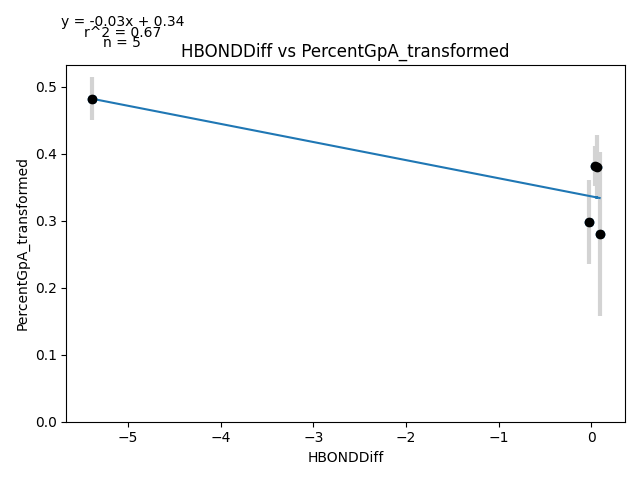 y = -0.03x + 0.34
r^2 = 0.67
n = 5
HBONDDiff vs PercentGpA_transformed
PercentGpA_transformed
0.5
0.4
0.3
0.2
0.1
0.0
−5 −4 −3 −2 −1 0
HBONDDiff